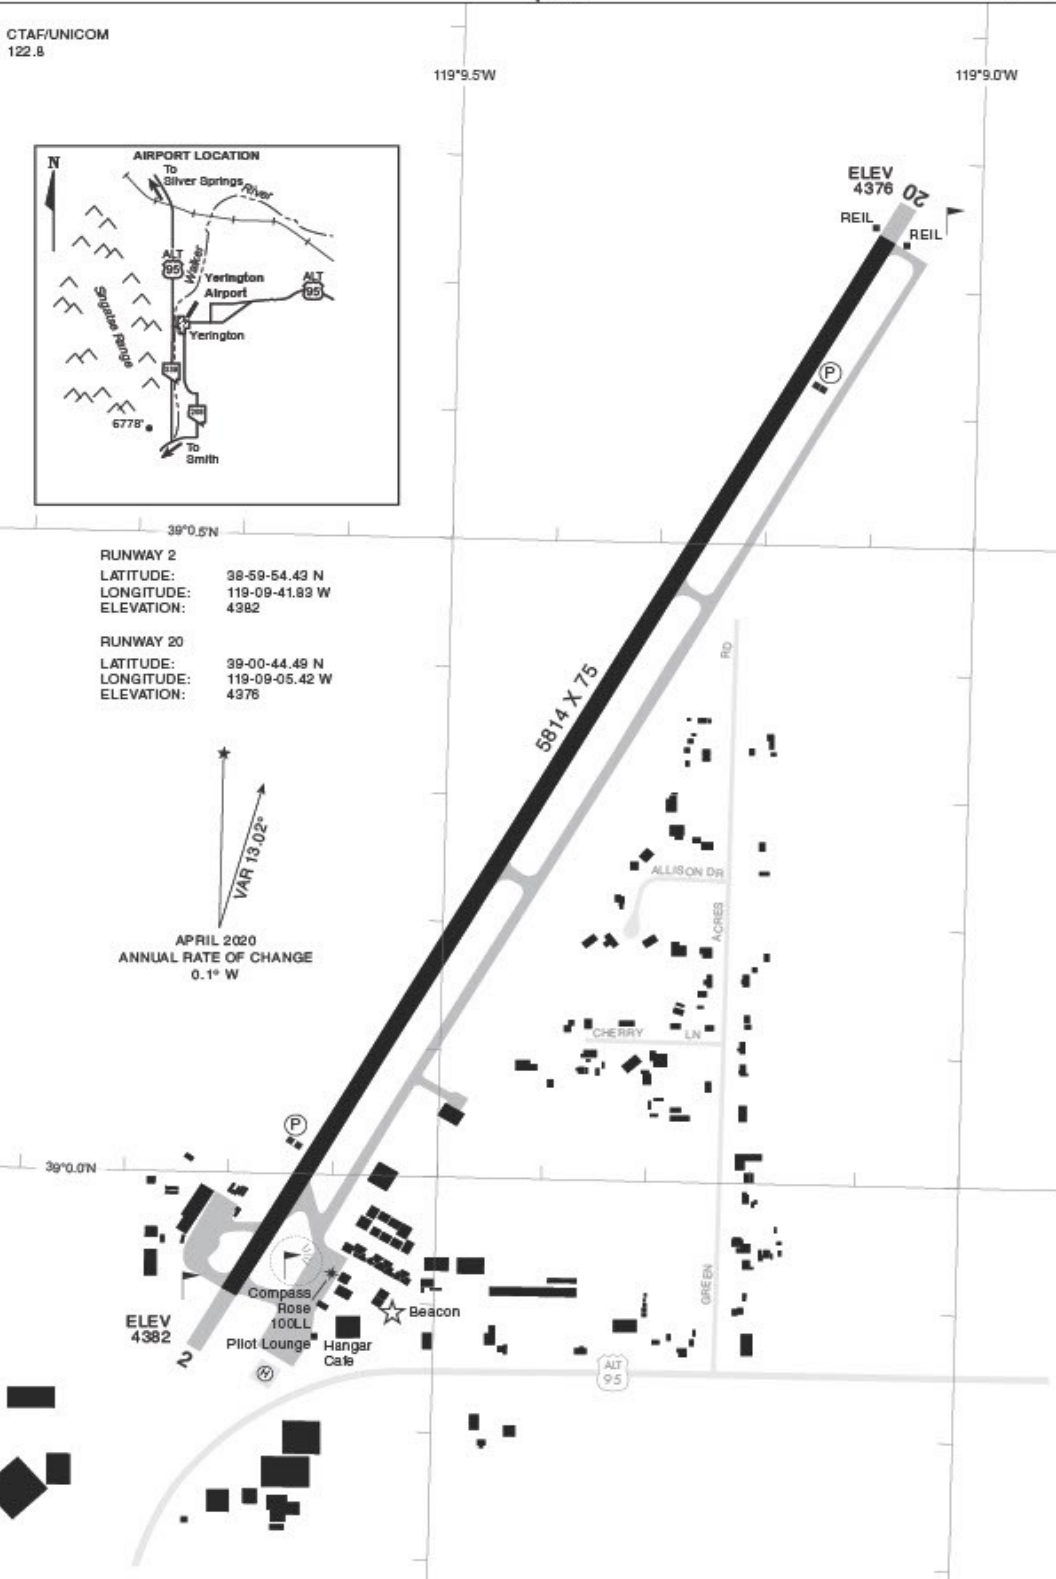 CTAF/UNICOM
122.8
119°9.5'W
119°9.0'W
AIRPORT LOCATION
N
To
Silver Springs
River
ALT
95
Walker
Yerington
Airport
ALT
95
Singatse Range
Yerington
338
208
6778'
To
Smith
ELEV
4376
20
REIL
REIL
P
39°0.5'N
RUNWAY 2
LATITUDE: 38-59-54.43 N
LONGITUDE: 119-09-41.83 W
ELEVATION: 4382
RUNWAY 20
LATITUDE: 39-00-44.49 N
LONGITUDE: 119-09-05.42 W
ELEVATION: 4376
5814 X 75
RD
VAR 13.02°
APRIL 2020
ANNUAL RATE OF CHANGE
0.1° W
ALLISON DR
ACRES
CHERRY LN
P
39°0.0'N
GREEN
Compass
Rose
100LL
Beacon
ELEV
4382
2
Pilot Lounge
Hangar
Cafe
H
ALT
95